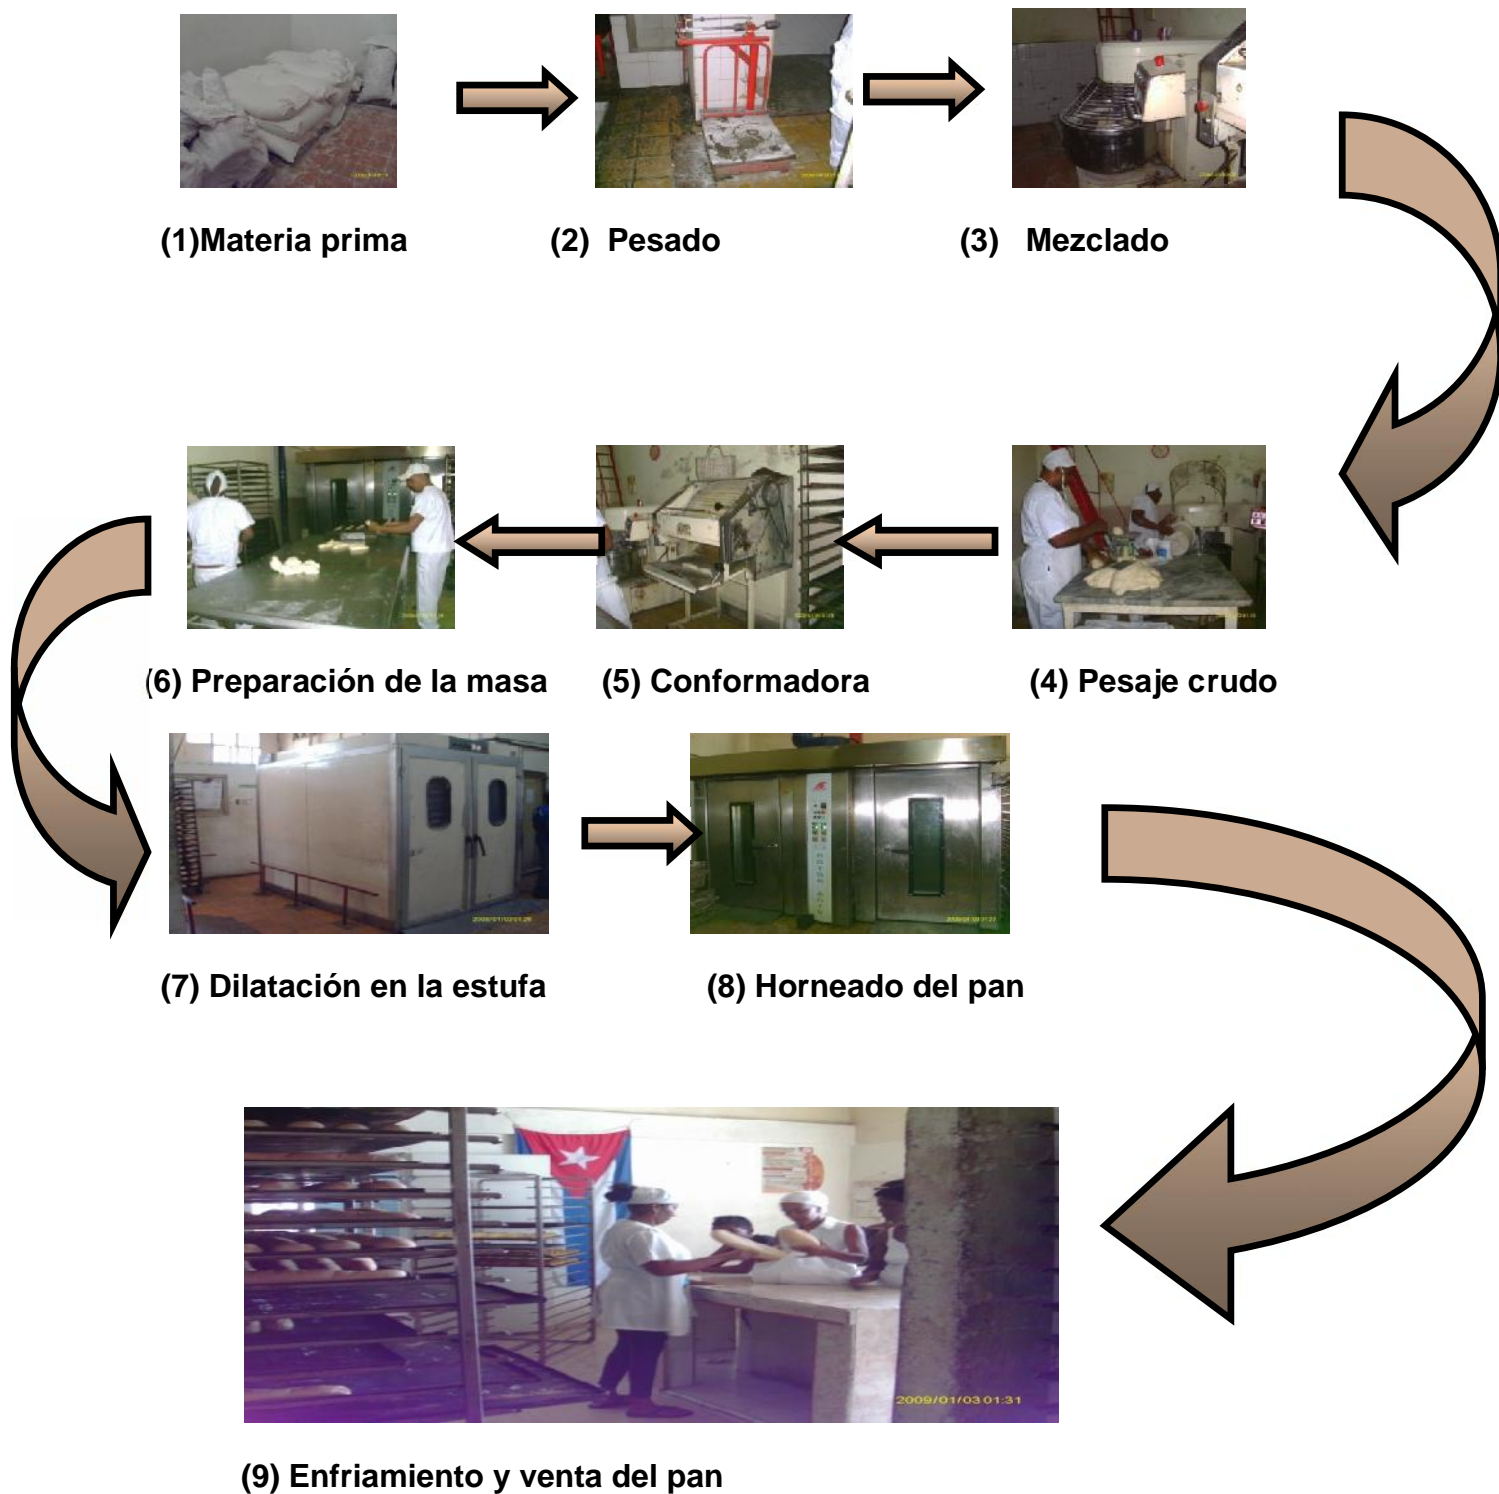 (1)Materia prima
(2) Pesado
(3) Mezclado
(4) Pesaje crudo
(5) Conformadora
(6) Preparación de la masa
(7) Dilatación en la estufa
(8) Horneado del pan
2009/01/03 01:31
(9) Enfriamiento y venta del pan